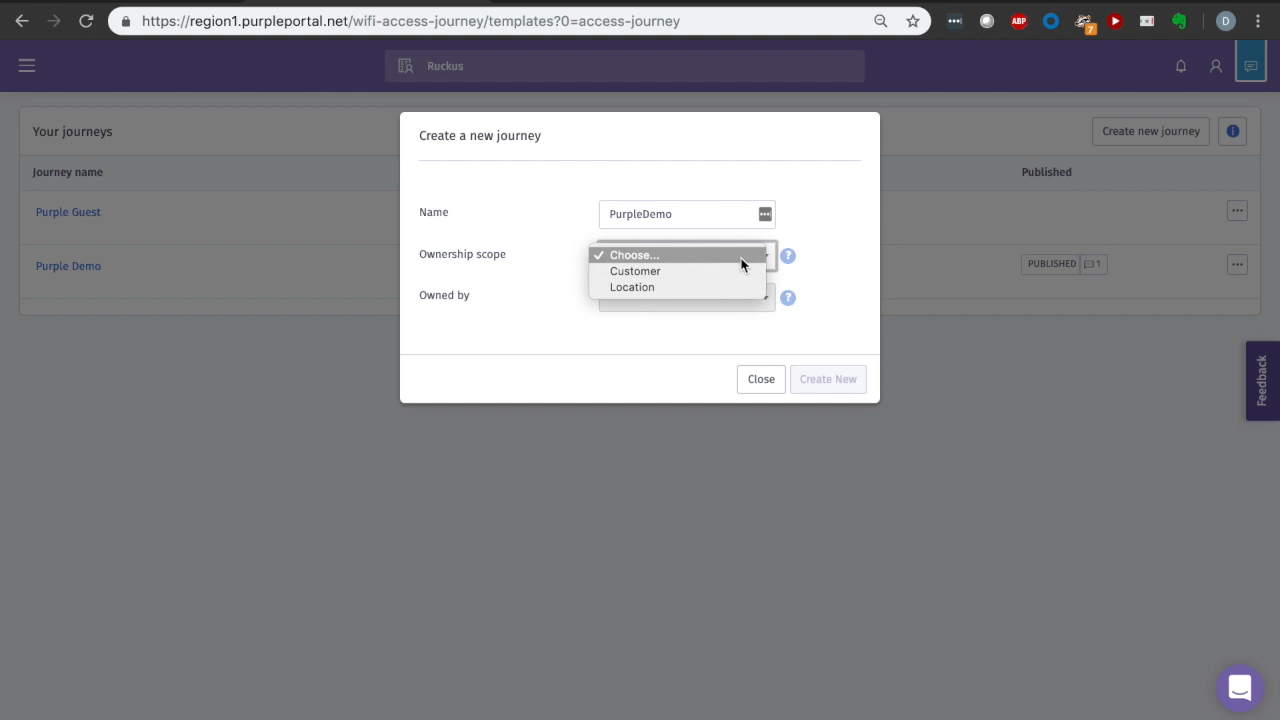 https://region1.purpleportal.net/wifi-access-journey/templates?0=access-journey
ABP
7
D
Ruckus
Your journeys
Create new journey
Journey name
Published
Purple Guest
Purple Demo
PUBLISHED 1
Create a new journey
Name
PurpleDemo
Ownership scope
✓ Choose...
Customer
Location
?
Owned by
?
Close
Create New
Feedback